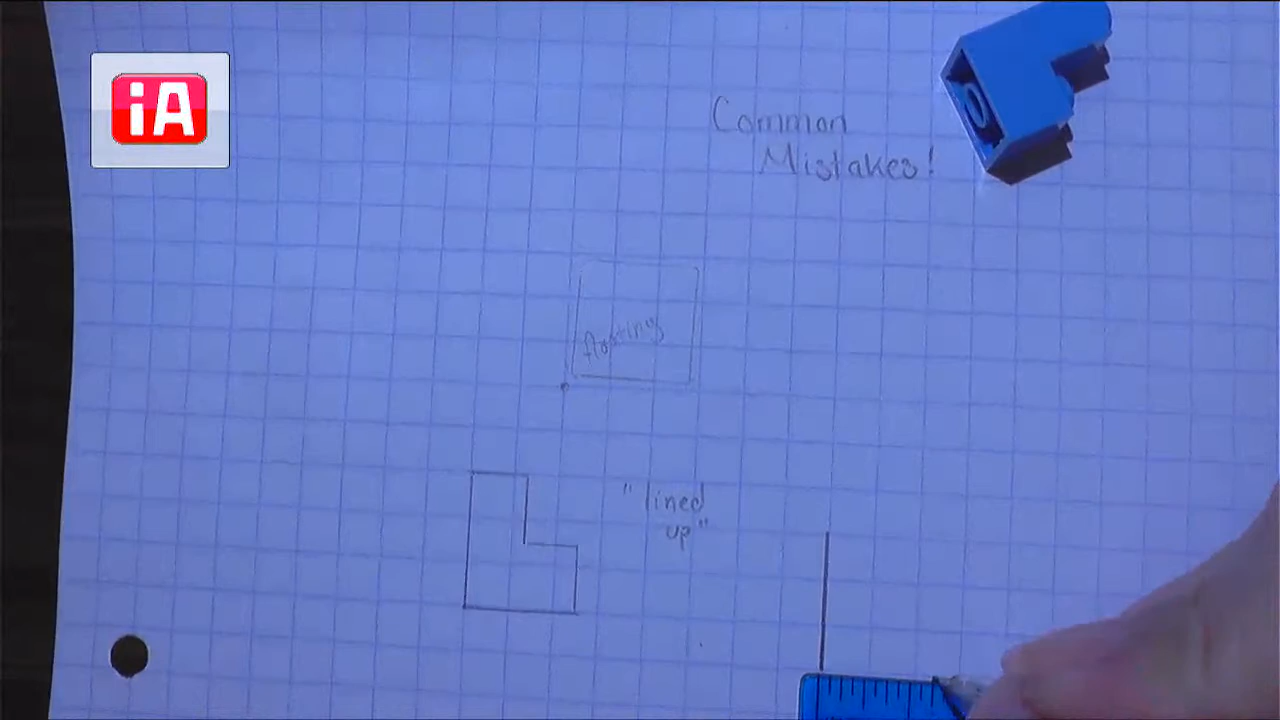 iA
Common
Mistakes!
floating
"lined
up"